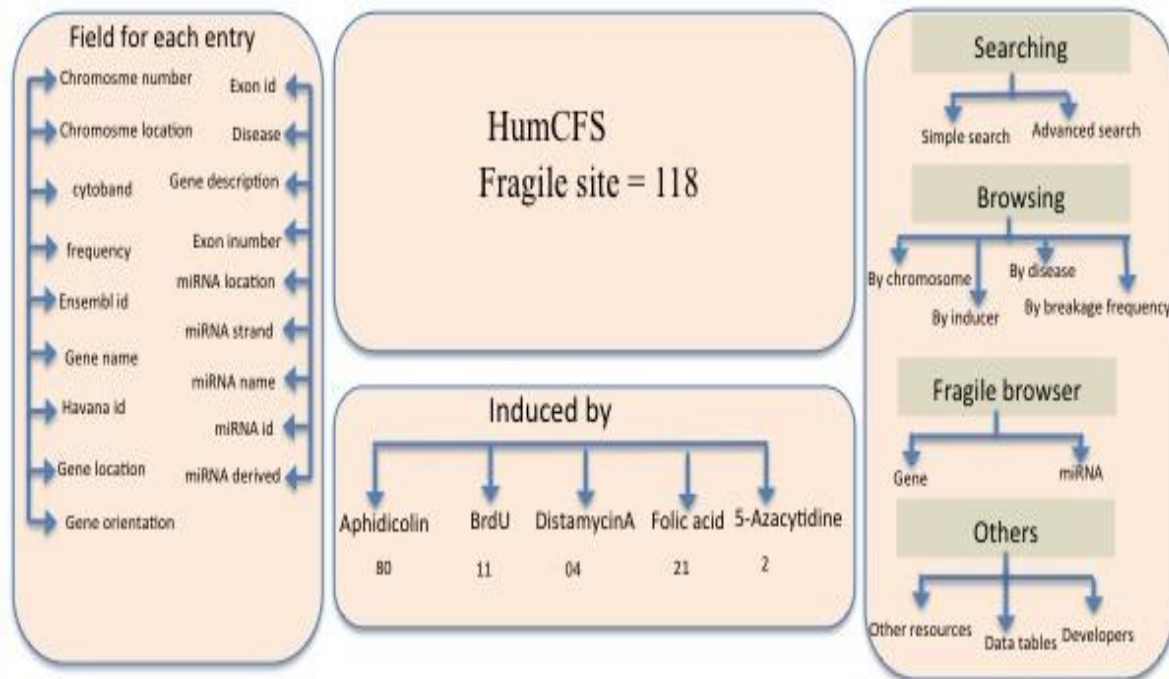 Field for each entry
Chromosme number
Chromosme location
cytoband
frequency
Ensembl id
Gene name
Havana id
Gene location
Gene orientation
Exon id
Disease
Gene description
Exon inumber
miRNA location
miRNA strand
miRNA name
miRNA id
miRNA derived
HumCFS
Fragile site = 118
Induced by
Aphidicolin BrdU DistamycinA Folic acid 5-Azacytidine
80 11 04 21 2
Searching
Simple search Advanced search
Browsing
By chromosome By inducer By disease By breakage frequency
Fragile browser
Gene miRNA
Others
Other resources Data tables Developers